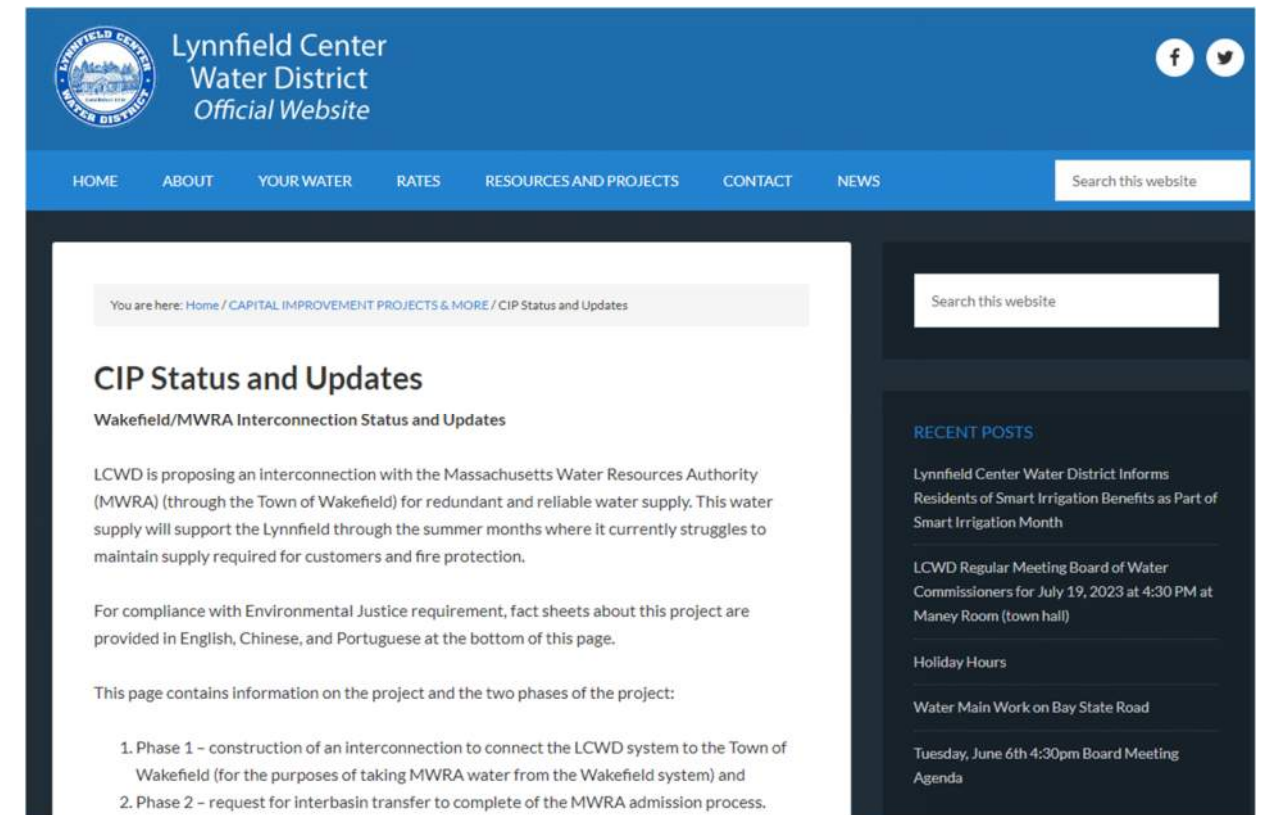 LYNNFIELD CENTER
WATER DISTRICT
Lynnfield Center
Water District
Official Website
HOME
ABOUT
YOUR WATER
RATES
RESOURCES AND PROJECTS
CONTACT
NEWS
Search this website
You are here: Home / CAPITAL IMPROVEMENT PROJECTS & MORE / CIP Status and Updates
CIP Status and Updates
Wakefield/MWRA Interconnection Status and Updates
LCWD is proposing an interconnection with the Massachusetts Water Resources Authority
(MWRA) (through the Town of Wakefield) for redundant and reliable water supply. This water
supply will support the Lynnfield through the summer months where it currently struggles to
maintain supply required for customers and fire protection.
For compliance with Environmental Justice requirement, fact sheets about this project are
provided in English, Chinese, and Portuguese at the bottom of this page.
This page contains information on the project and the two phases of the project:
1. Phase 1 – construction of an interconnection to connect the LCWD system to the Town of
Wakefield (for the purposes of taking MWRA water from the Wakefield system) and
2. Phase 2 – request for interbasin transfer to complete of the MWRA admission process.
Search this website
RECENT POSTS
Lynnfield Center Water District Informs
Residents of Smart Irrigation Benefits as Part of
Smart Irrigation Month
LCWD Regular Meeting Board of Water
Commissioners for July 19, 2023 at 4:30 PM at
Maney Room (town hall)
Holiday Hours
Water Main Work on Bay State Road
Tuesday, June 6th 4:30pm Board Meeting
Agenda